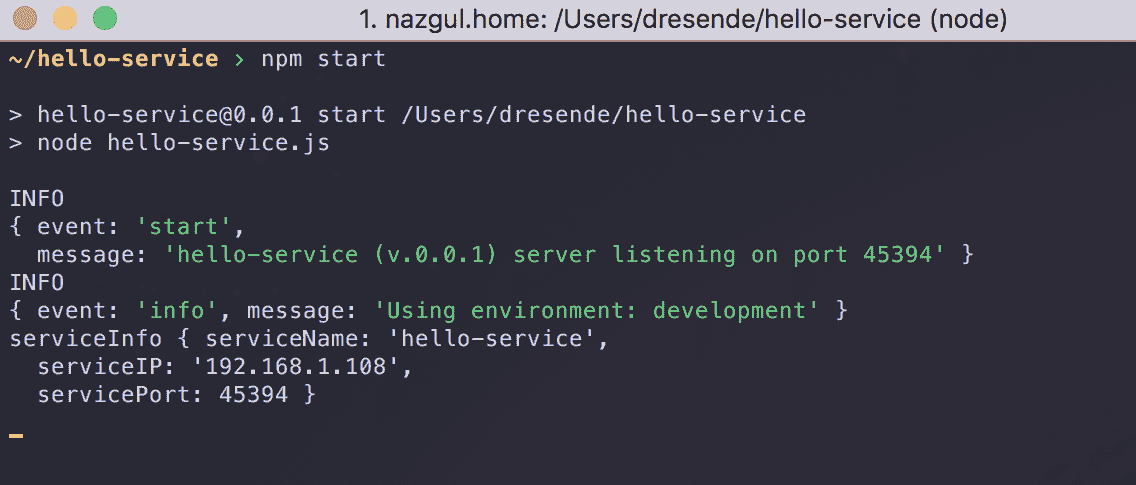 1. nazgul.home: /Users/dresende/hello-service (node)
~/hello-service › npm start
> hello-service@0.0.1 start /Users/dresende/hello-service
> node hello-service.js
INFO
{ event: 'start',
  message: 'hello-service (v.0.0.1) server listening on port 45394' }
INFO
{ event: 'info', message: 'Using environment: development' }
serviceInfo { serviceName: 'hello-service',
  serviceIP: '192.168.1.108',
  servicePort: 45394 }